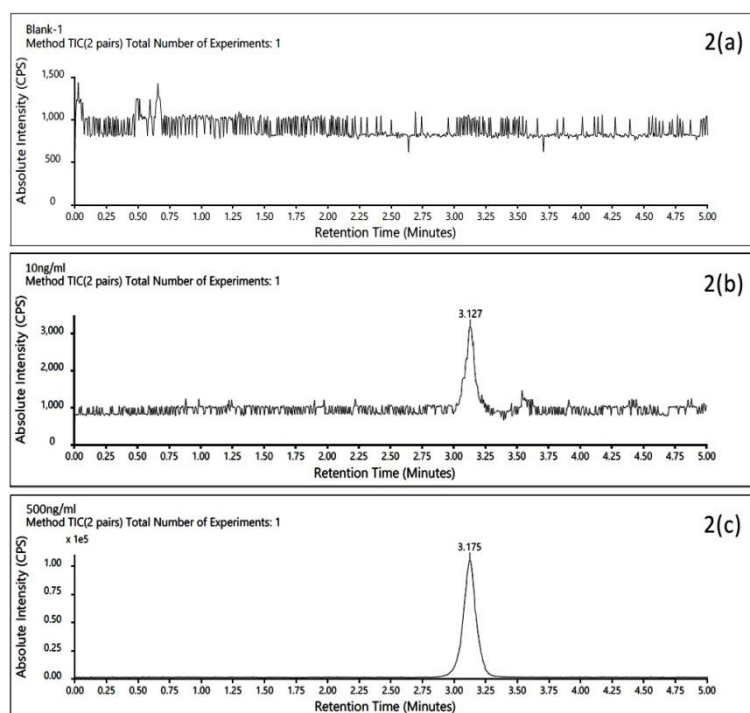 Blank-1
2(a)
Method TIC(2 pairs) Total Number of Experiments: 1
Absolute Intensity (CPS)
1,500
1,000
500
0
0.00 0.25 0.50 0.75 1.00 1.25 1.50 1.75 2.00 2.25 2.50 2.75 3.00 3.25 3.50 3.75 4.00 4.25 4.50 4.75 5.00
Retention Time (Minutes)
10ng/ml
2(b)
Method TIC(2 pairs) Total Number of Experiments: 1
3.127
Absolute Intensity (CPS)
3,000
2,000
1,000
0
0.00 0.25 0.50 0.75 1.00 1.25 1.50 1.75 2.00 2.25 2.50 2.75 3.00 3.25 3.50 3.75 4.00 4.25 4.50 4.75 5.00
Retention Time (Minutes)
500ng/ml
2(c)
Method TIC(2 pairs) Total Number of Experiments: 1
x 1e5
3.175
Absolute Intensity (CPS)
1.00
0.75
0.50
0.25
0.00
0.00 0.25 0.50 0.75 1.00 1.25 1.50 1.75 2.00 2.25 2.50 2.75 3.00 3.25 3.50 3.75 4.00 4.25 4.50 4.75 5.00
Retention Time (Minutes)